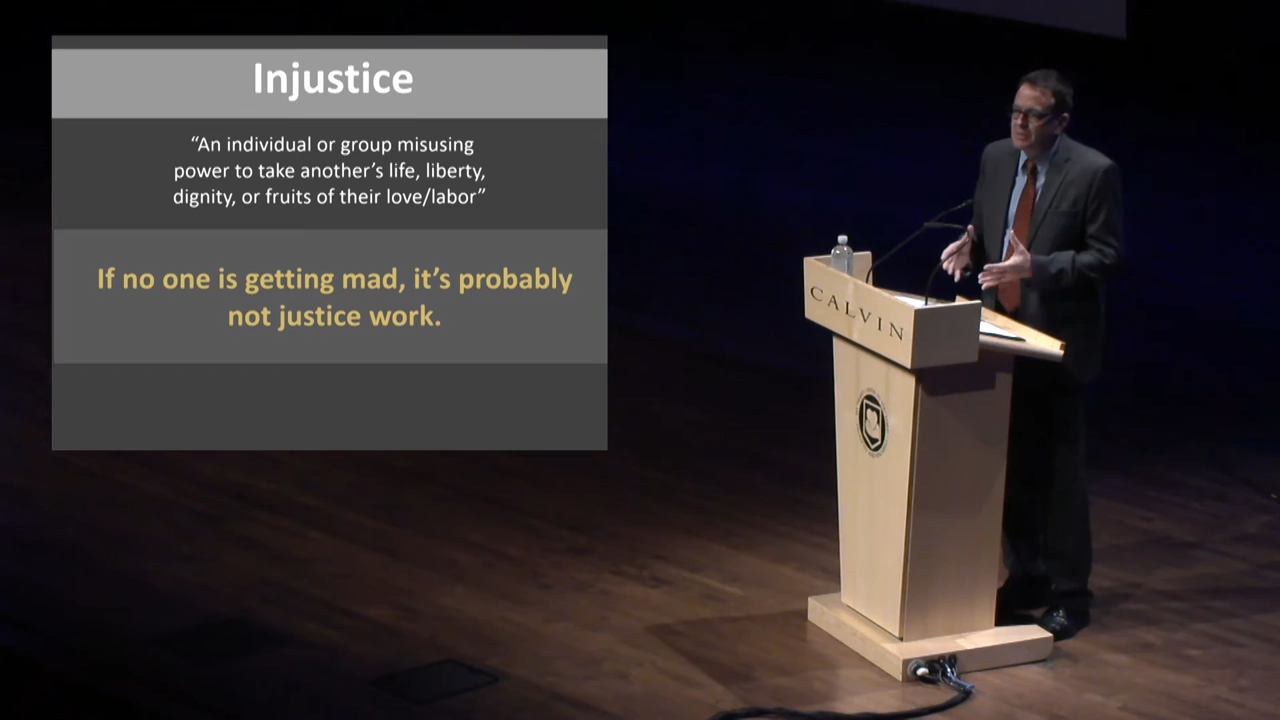 Injustice
“An individual or group misusing
power to take another’s life, liberty,
dignity, or fruits of their love/labor”
If no one is getting mad, it’s probably
not justice work.
CALVIN